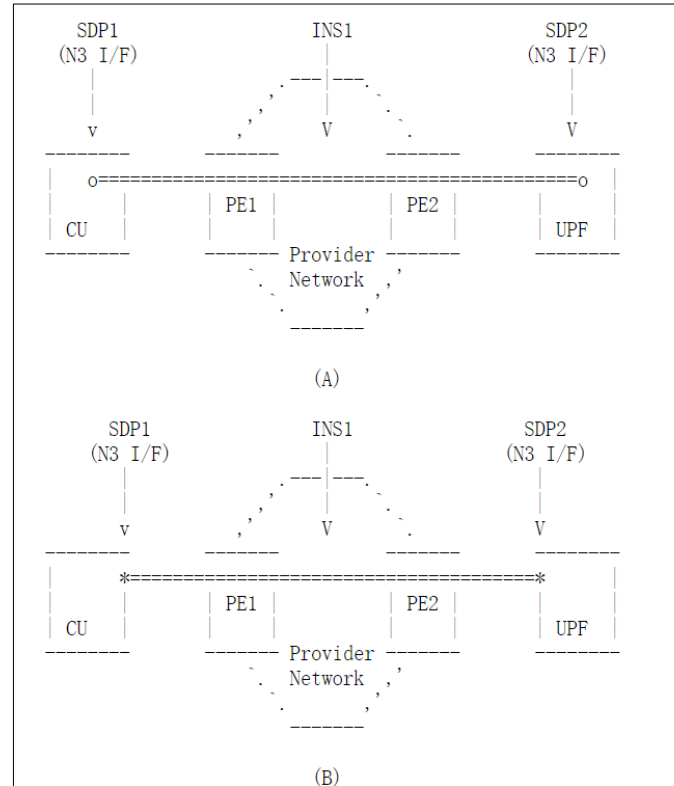 SDP1 INS1 SDP2
(N3 I/F) (N3 I/F)
v V V
o o
PE1 PE2
CU UPF
Provider
Network
(A)
SDP1 INS1 SDP2
(N3 I/F) (N3 I/F)
v V V
* *
PE1 PE2
CU UPF
Provider
Network
(B)